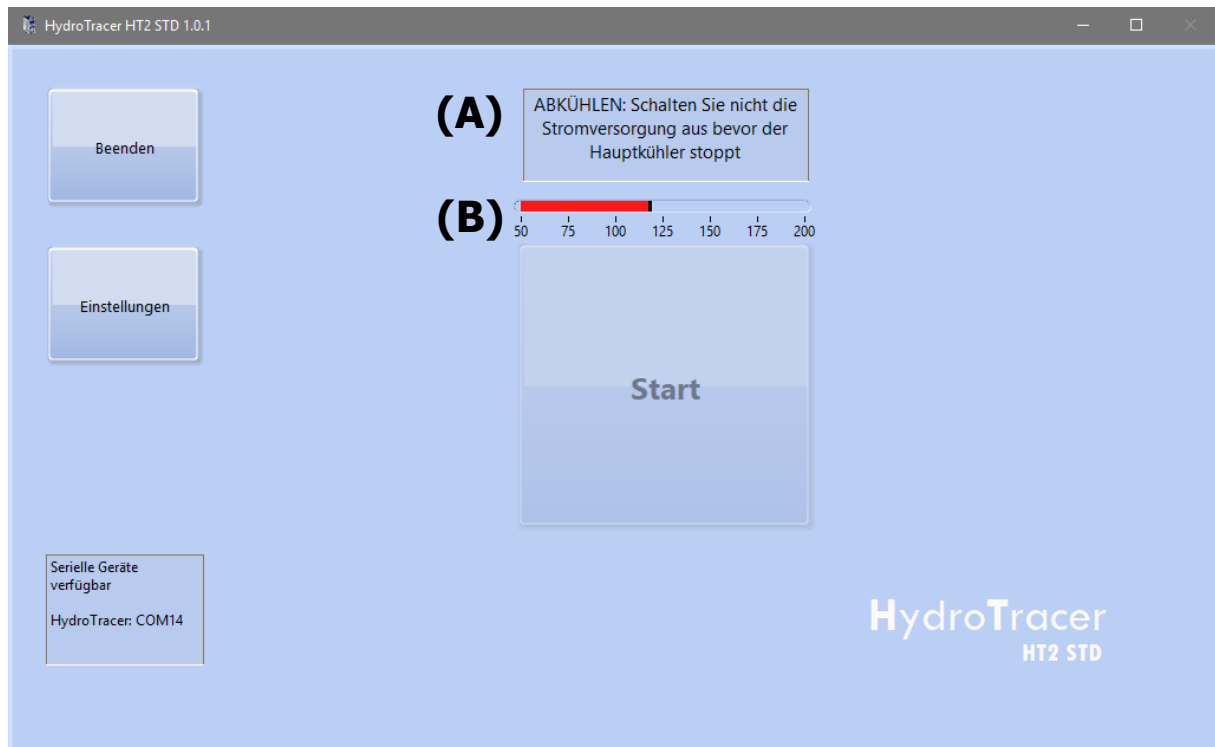 HydroTracer HT2 STD 1.0.1
Beenden
(A)
ABKÜHLEN: Schalten Sie nicht die
Stromversorgung aus bevor der
Hauptkühler stoppt
(B)
50 75 100 125 150 175 200
Einstellungen
Start
Serielle Geräte
verfügbar
HydroTracer: COM14
HydroTracer
HT2 STD